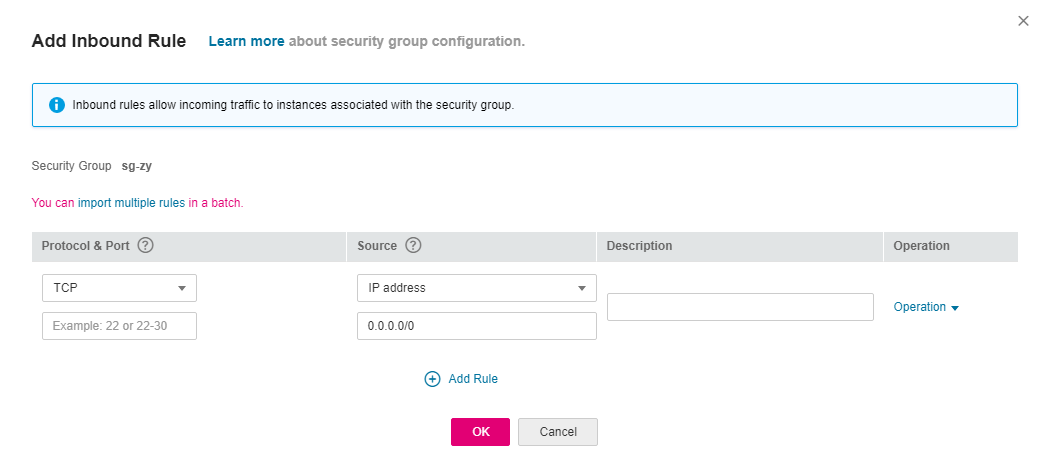 Add Inbound Rule Learn more about security group configuration.
Inbound rules allow incoming traffic to instances associated with the security group.
Security Group sg-zy
You can import multiple rules in a batch.
Protocol & Port ? Source ? Description Operation
TCP IP address
Operation
Example: 22 or 22-30 0.0.0.0/0
Add Rule
OK Cancel